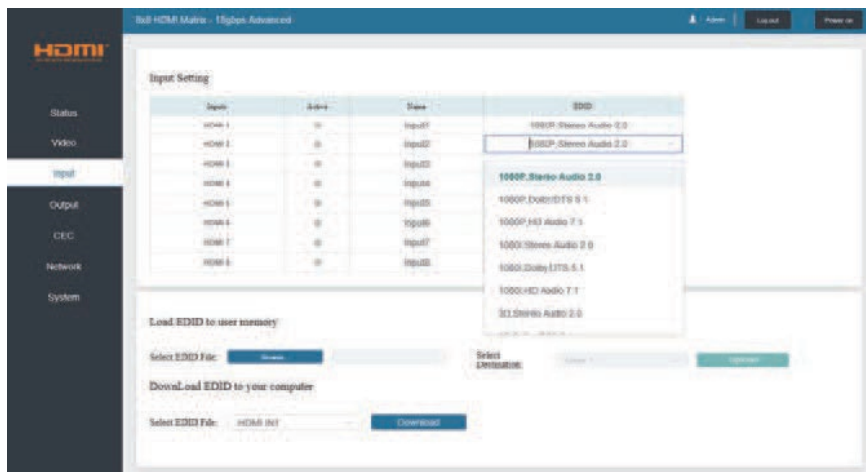 8x8 HDMI Matrix - 18gbps Advanced
Admin
Log out
Power on
HDMI
Status
Video
Input
Output
CEC
Network
System
Input Setting
Inputs Active Name EDID
HDMI 1 Input1 1080P,Stereo Audio 2.0
HDMI 2 Input2 1080P,Stereo Audio 2.0
HDMI 3 Input3
HDMI 4 Input4
HDMI 5 Input5
HDMI 6 Input6
HDMI 7 Input7
HDMI 8 Input8
1080P,Stereo Audio 2.0
1080P,Dolby/DTS 5.1
1080P,HD Audio 7.1
1080I,Stereo Audio 2.0
1080I,Dolby/DTS 5.1
1080I,HD Audio 7.1
3D,Stereo Audio 2.0
Load EDID to user memory
Select EDID File: Browse
Select Destination:
Upload
DownLoad EDID to your computer
Select EDID File: HDMI IN1 Download